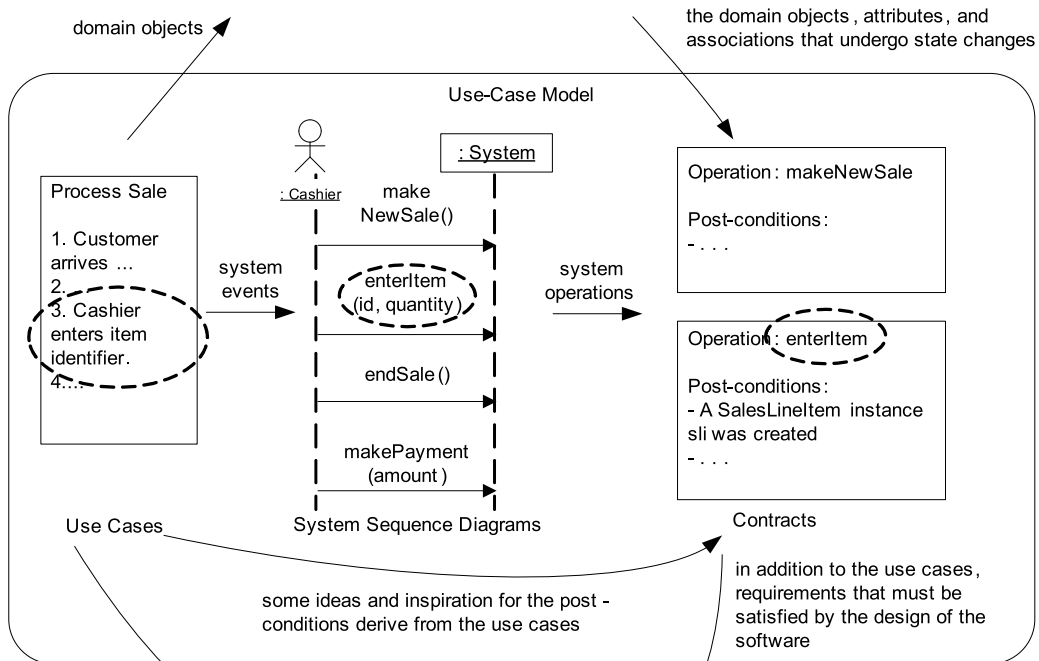 domain objects
the domain objects, attributes, and
associations that undergo state changes
Use-Case Model
Process Sale
1. Customer
arrives ...
2. ...
3. Cashier
enters item
identifier.
4....
system
events
: Cashier
: System
make
NewSale()
enterItem
(id, quantity)
endSale()
makePayment
(amount)
system
operations
Operation: makeNewSale
Post-conditions:
- . . .
Operation: enterItem
Post-conditions:
- A SalesLineItem instance
sli was created
- . . .
Use Cases
System Sequence Diagrams
Contracts
some ideas and inspiration for the post-
conditions derive from the use cases
in addition to the use cases,
requirements that must be
satisfied by the design of the
software